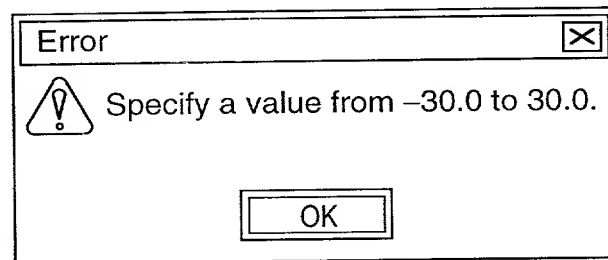 Error
Specify a value from –30.0 to 30.0.
OK